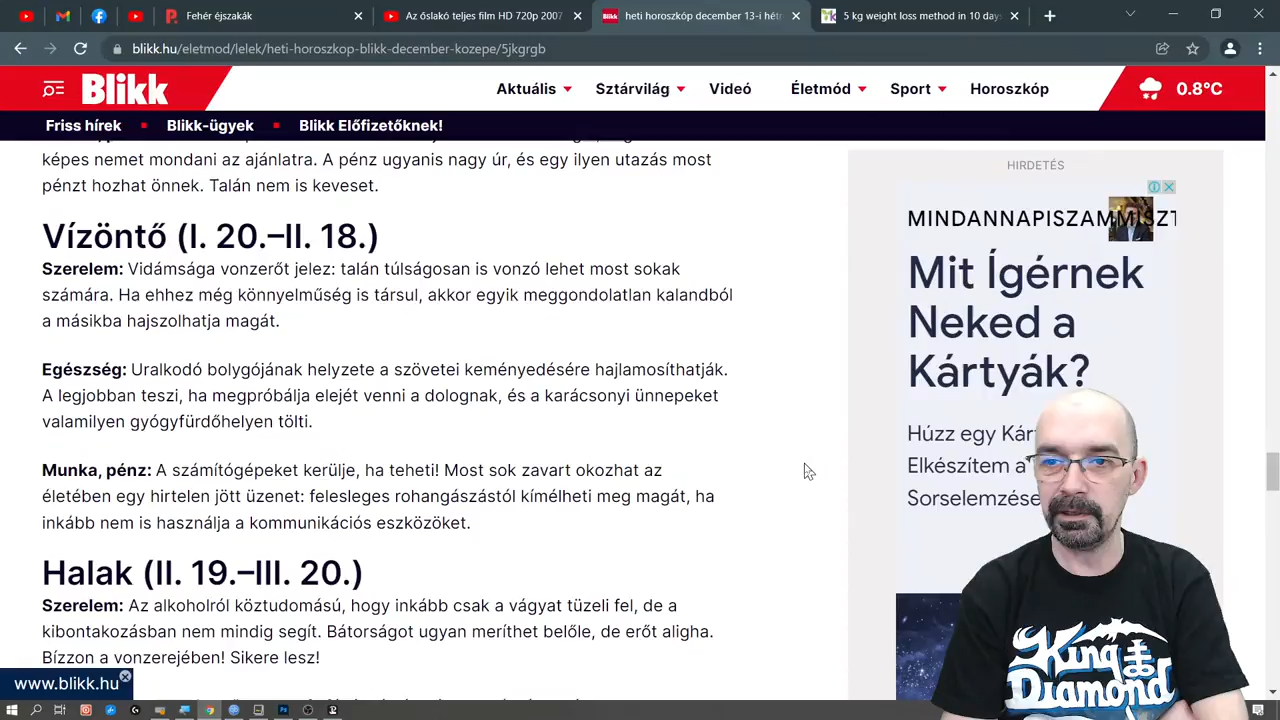 Fehér éjszakák
Az őslakó teljes film HD 720p 2007
heti horoszkóp december 13-i hét
5 kg weight loss method in 10 days
blikk.hu/eletmod/lelek/heti-horoszkop-blikk-december-kozepe/5jkgrgb
Blikk
Aktuális
Sztárvilág
Videó
Életmód
Sport
Horoszkóp
0.8°C
Friss hírek
Blikk-ügyek
Blikk Előfizetőknek!
képes nemet mondani az ajánlatra. A pénz ugyanis nagy úr, és egy ilyen utazás most
pénzt hozhat önnek. Talán nem is keveset.
Vízöntő (I. 20.–II. 18.)
Szerelem: Vidámsága vonzerőt jelez: talán túlságosan is vonzó lehet most sokak
számára. Ha ehhez még könnyelműség is társul, akkor egyik meggondolatlan kalandból
a másikba hajszolhatja magát.
Egészség: Uralkodó bolygójának helyzete a szövetei keményedésére hajlamosíthatják.
A legjobban teszi, ha megpróbálja elejét venni a dolognak, és a karácsonyi ünnepeket
valamilyen gyógyfürdőhelyen tölti.
Munka, pénz: A számítógépeket kerülje, ha teheti! Most sok zavart okozhat az
életében egy hirtelen jött üzenet: felesleges rohangászástól kímélheti meg magát, ha
inkább nem is használja a kommunikációs eszközöket.
Halak (II. 19.–III. 20.)
Szerelem: Az alkoholról köztudomású, hogy inkább csak a vágyat tüzeli fel, de a
kibontakozásban nem mindig segít. Bátorságot ugyan meríthet belőle, de erőt aligha.
Bízzon a vonzerejében! Sikere lesz!
www.blikk.hu
HIRDETÉS
MINDANNAPISZAMMISZT
Mit Ígérnek
Neked a
Kártyák?
Húzz egy Kár
Elkészítem a
Sorselemzése
King
Diamond